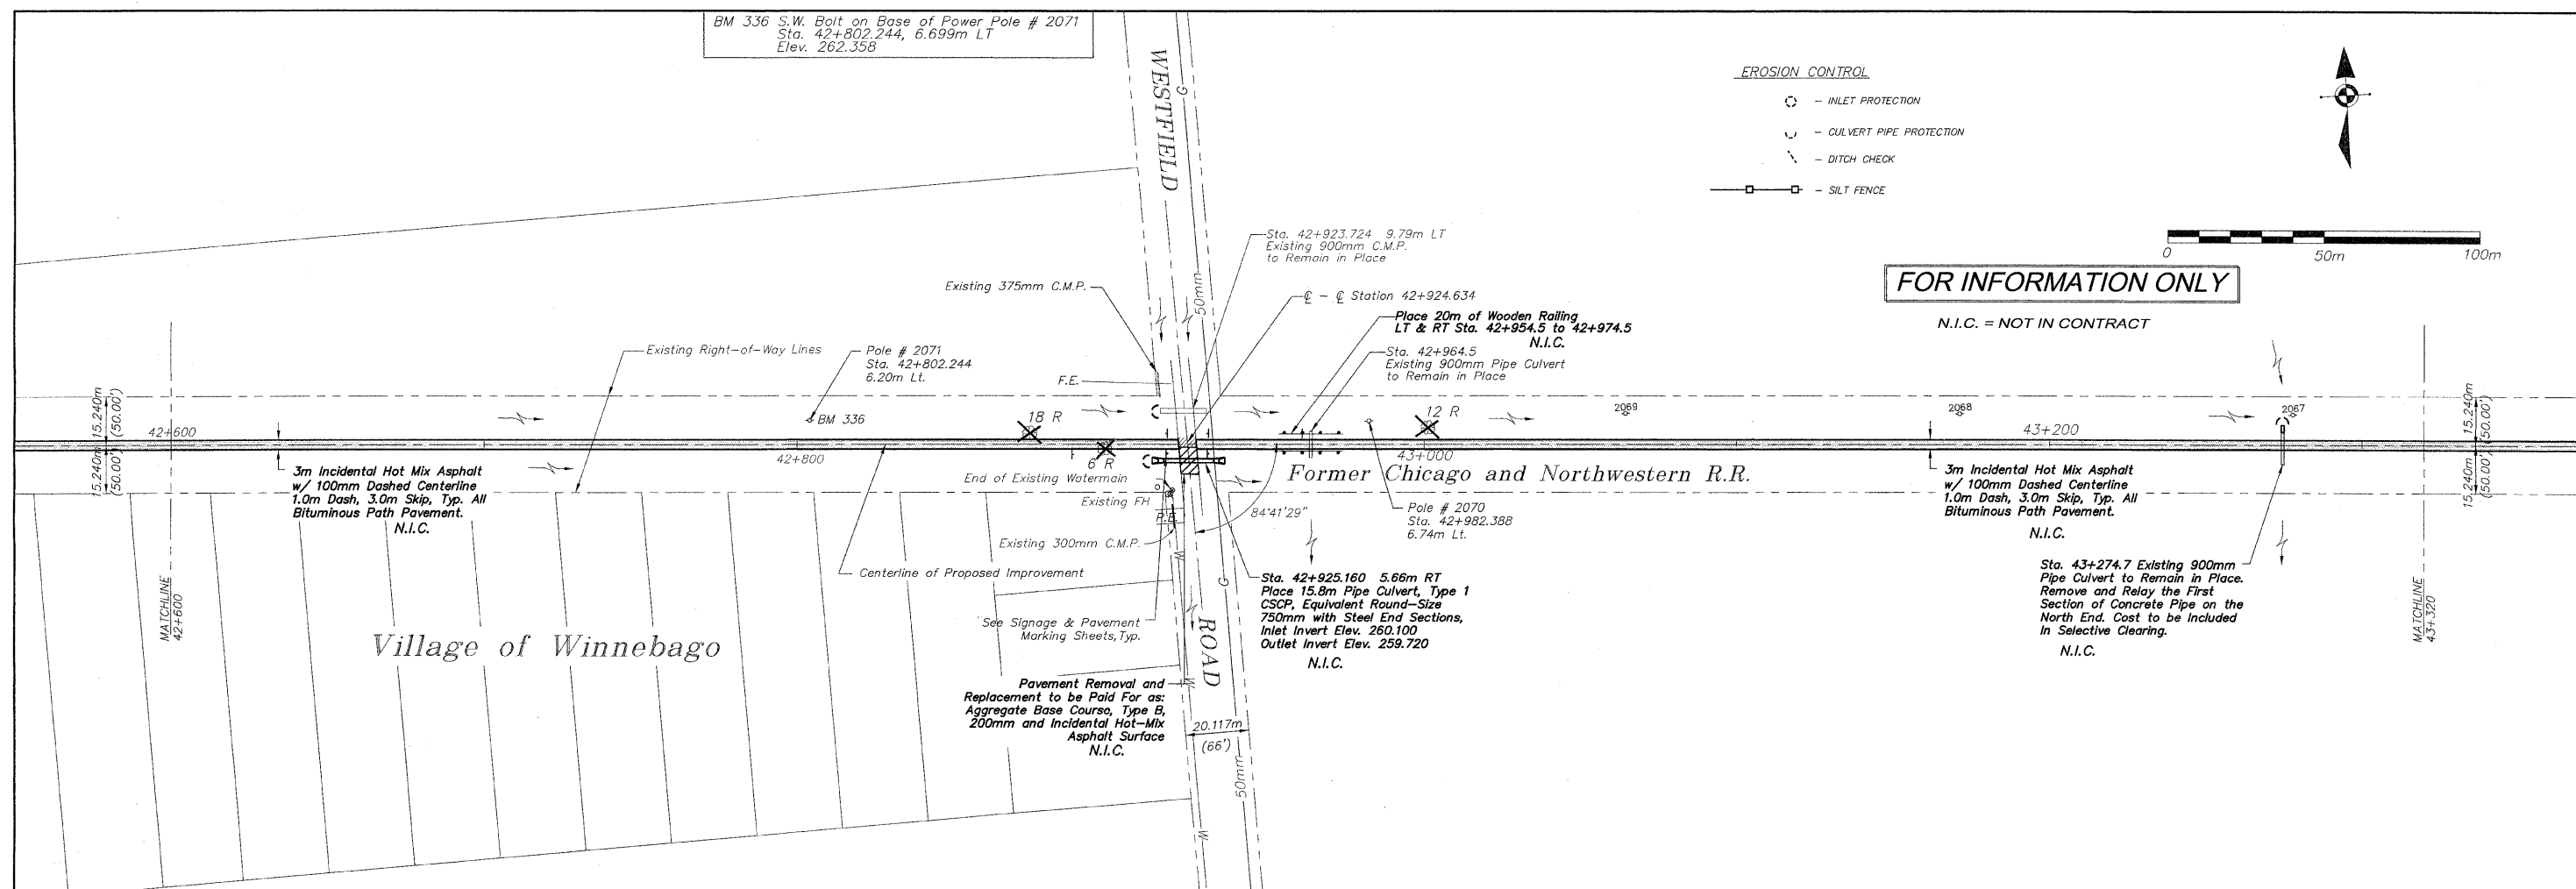 BM 336 S.W. Bolt on Base of Power Pole # 2071
Sta. 42+802.244, 6.699m LT
Elev. 262.358
WESTFIELD
G
EROSION CONTROL
- INLET PROTECTION
- CULVERT PIPE PROTECTION
- DITCH CHECK
- SILT FENCE
0 50m 100m
FOR INFORMATION ONLY
N.I.C. = NOT IN CONTRACT
Sta. 42+923.724 9.79m LT
Existing 900mm C.M.P.
to Remain in Place
Existing 375mm C.M.P.
50mm
℄ - ℄ Station 42+924.634
Place 20m of Wooden Railing
LT & RT Sta. 42+954.5 to 42+974.5
N.I.C.
Sta. 42+964.5
Existing 900mm Pipe Culvert
to Remain in Place
Existing Right-of-Way Lines
Pole # 2071
Sta. 42+802.244
6.20m Lt.
F.E.
BM 336
18 R
12 R
2069
2068
2067
15.240m
(50.00')
15.240m
(50.00')
15.240m
(50.00')
15.240m
(50.00')
42+600
42+800
6 R
43+000
43+200
3m Incidental Hot Mix Asphalt
w/ 100mm Dashed Centerline
1.0m Dash, 3.0m Skip, Typ. All
Bituminous Path Pavement.
N.I.C.
End of Existing Watermain
Existing FH
P.E.
Existing 300mm C.M.P.
Former Chicago and Northwestern R.R.
84°41'29"
Pole # 2070
Sta. 42+982.388
6.74m Lt.
3m Incidental Hot Mix Asphalt
w/ 100mm Dashed Centerline
1.0m Dash, 3.0m Skip, Typ. All
Bituminous Path Pavement.
N.I.C.
Centerline of Proposed Improvement
W
G
Sta. 42+925.160 5.66m RT
Place 15.8m Pipe Culvert, Type 1
CSCP, Equivalent Round-Size
750mm with Steel End Sections,
Inlet Invert Elev. 260.100
Outlet Invert Elev. 259.720
N.I.C.
Sta. 43+274.7 Existing 900mm
Pipe Culvert to Remain in Place.
Remove and Relay the First
Section of Concrete Pipe on the
North End. Cost to be Included
In Selective Clearing.
N.I.C.
MATCHLINE
42+600
MATCHLINE
43+320
See Signage & Pavement
Marking Sheets, Typ.
Village of Winnebago
ROAD
Pavement Removal and
Replacement to be Paid For as:
Aggregate Base Course, Type B,
200mm and Incidental Hot-Mix
Asphalt Surface
N.I.C.
W
20.117m
(66')
50mm
W